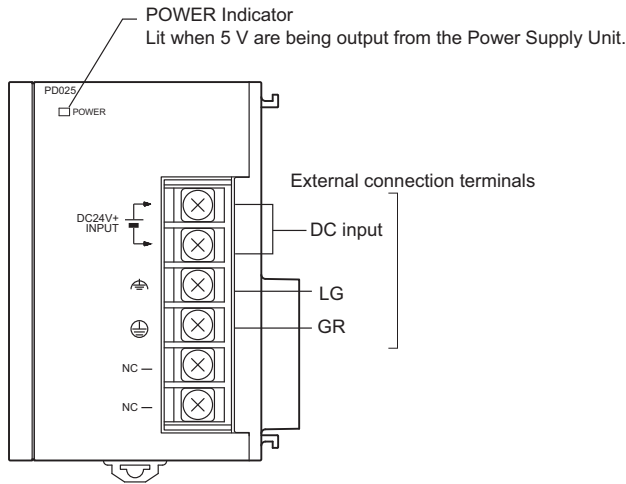 POWER Indicator
Lit when 5 V are being output from the Power Supply Unit.
PD025
POWER
External connection terminals
DC24V+
INPUT
DC input
LG
GR
NC
NC